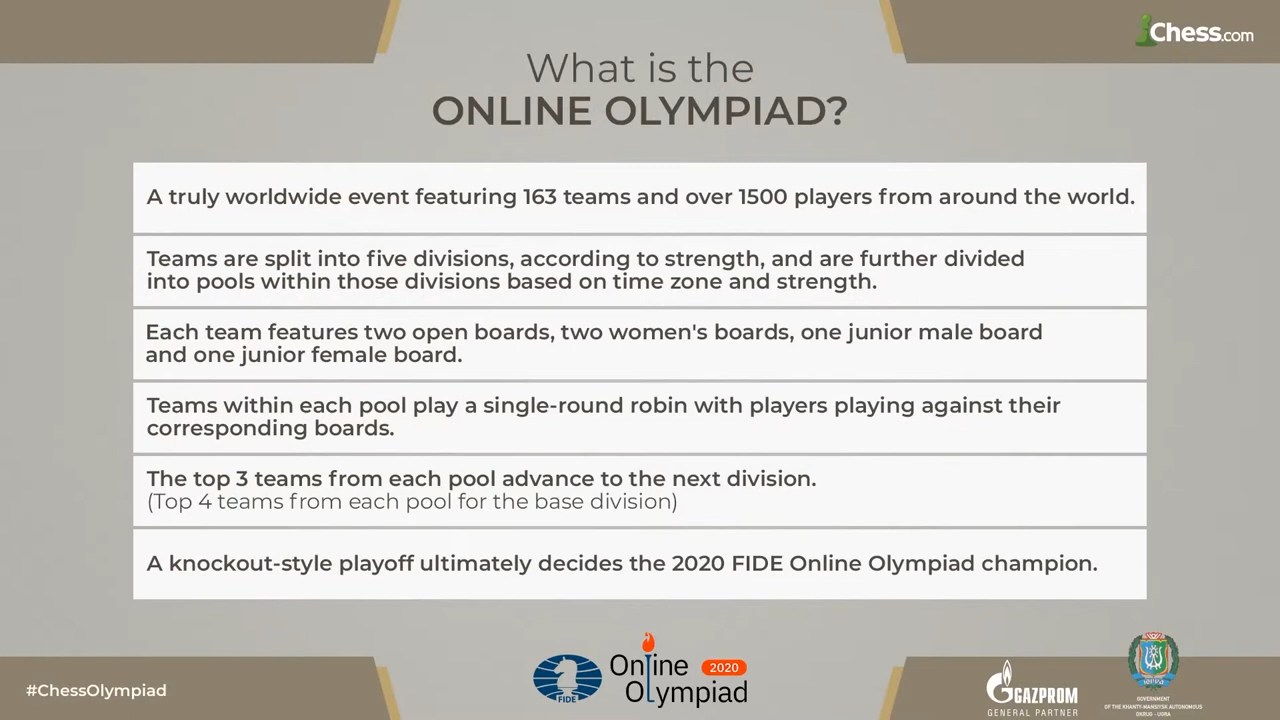 Chess.com
What is the
ONLINE OLYMPIAD?
A truly worldwide event featuring 163 teams and over 1500 players from around the world.
Teams are split into five divisions, according to strength, and are further divided
into pools within those divisions based on time zone and strength.
Each team features two open boards, two women's boards, one junior male board
and one junior female board.
Teams within each pool play a single-round robin with players playing against their
corresponding boards.
The top 3 teams from each pool advance to the next division.
(Top 4 teams from each pool for the base division)
A knockout-style playoff ultimately decides the 2020 FIDE Online Olympiad champion.
#ChessOlympiad
FIDE
Online 2020
Olympiad
GAZPROM
GENERAL PARTNER
GOVERNMENT
OF THE KHANTY-MANSIYSK AUTONOMOUS
OKRUG - UGRA